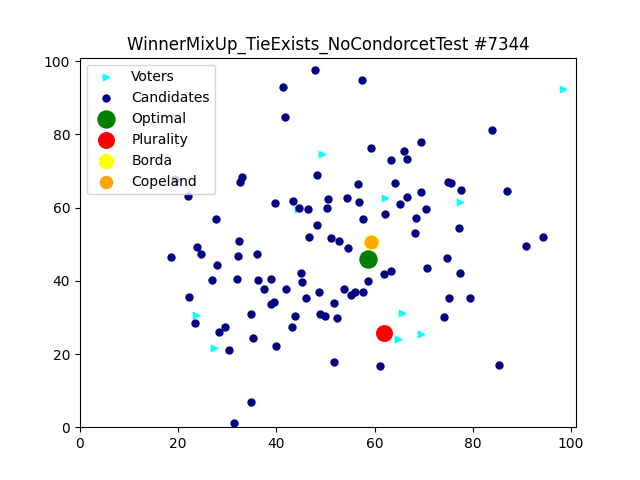 WinnerMixUp_TieExists_NoCondorcetTest #7344
Voters
Candidates
Optimal
Plurality
Borda
Copeland
100
80
60
40
20
0
0 20 40 60 80 100